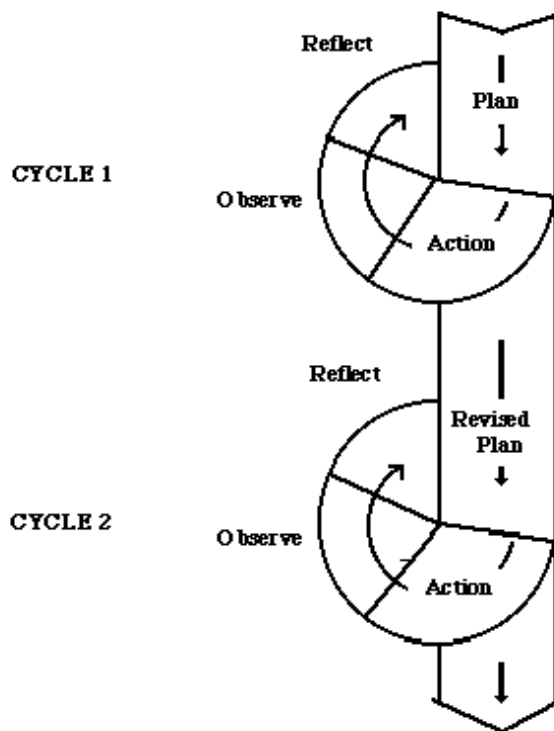 Reflect
Plan
CYCLE 1
Observe
Action
Reflect
Revised
Plan
CYCLE 2
Observe
Action